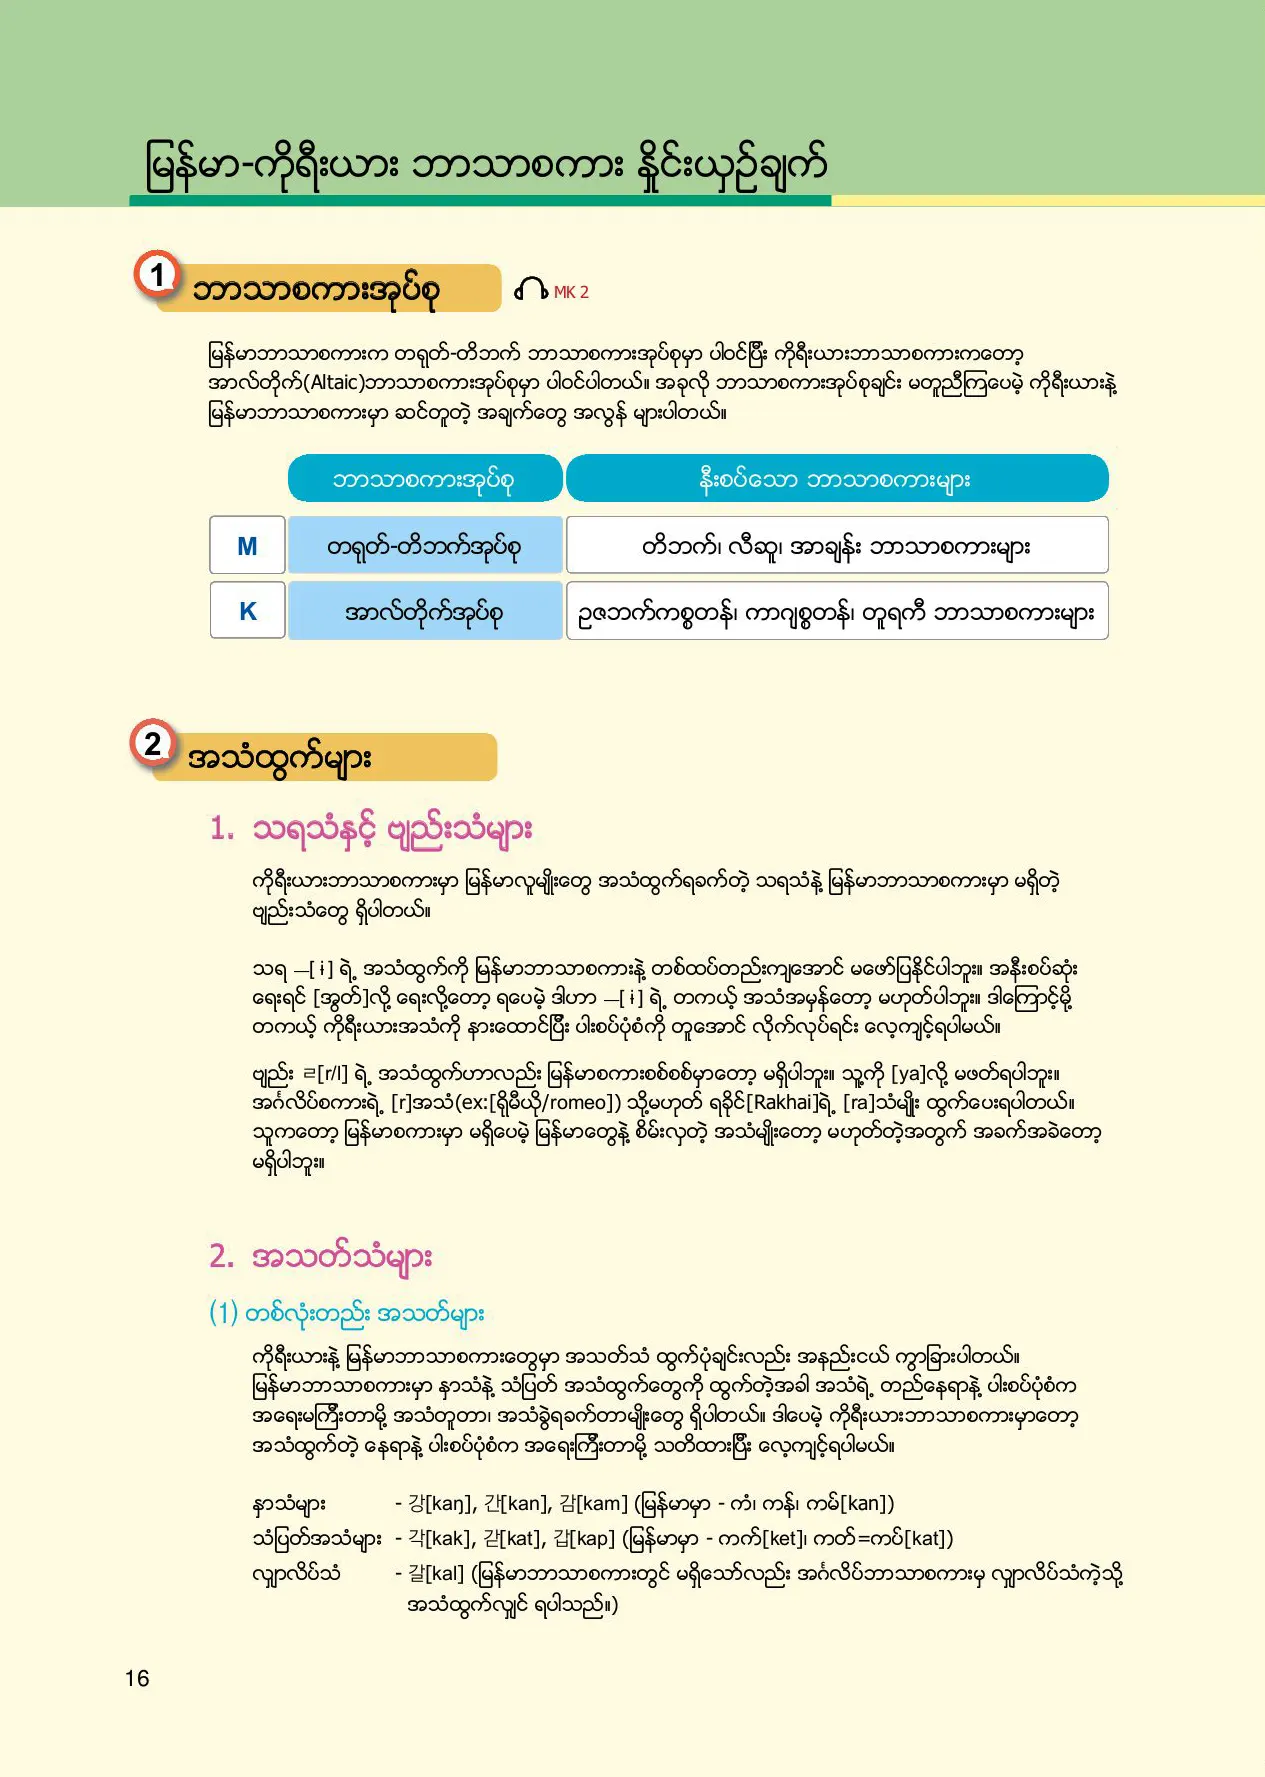 မြန်မာ-ကိုရီးယား ဘာသာစကား နှိုင်းယှဉ်ချက်
1 ဘာသာစကားအုပ်စု MK 2
မြန်မာဘာသာစကားက တရုတ်-တိဘက် ဘာသာစကားအုပ်စုမှာ ပါဝင်ပြီး ကိုရီးယားဘာသာစကားကတော့
အာလ်တိုက်(Altaic)ဘာသာစကားအုပ်စုမှာ ပါဝင်ပါတယ်။ အခုလို ဘာသာစကားအုပ်စုချင်း မတူညီကြပေမဲ့ ကိုရီးယားနဲ့
မြန်မာဘာသာစကားမှာ ဆင်တူတဲ့ အချက်တွေ အလွန် များပါတယ်။
ဘာသာစကားအုပ်စု နီးစပ်သော ဘာသာစကားများ
M တရုတ်-တိဘက်အုပ်စု တိဘက်၊ လီဆူ၊ အာချန်း ဘာသာစကားများ
K အာလ်တိုက်အုပ်စု ဥဇဘက်ကစ္စတန်၊ ကာဂျစ္စတန်၊ တူရကီ ဘာသာစကားများ
2 အသံထွက်များ
1. သရသံနှင့် ဗျည်းသံများ
ကိုရီးယားဘာသာစကားမှာ မြန်မာလူမျိုးတွေ အသံထွက်ရခက်တဲ့ သရသံနဲ့ မြန်မာဘာသာစကားမှာ မရှိတဲ့
ဗျည်းသံတွေ ရှိပါတယ်။
သရ ㅡ[ɨ] ရဲ့ အသံထွက်ကို မြန်မာဘာသာစကားနဲ့ တစ်ထပ်တည်းကျအောင် မဖော်ပြနိုင်ပါဘူး။ အနီးစပ်ဆုံး
ရေးရင် [အွတ်]လို့ ရေးလို့တော့ ရပေမဲ့ ဒါဟာ ㅡ[ɨ] ရဲ့ တကယ့် အသံအမှန်တော့ မဟုတ်ပါဘူး။ ဒါကြောင့်မို့
တကယ့် ကိုရီးယားအသံကို နားထောင်ပြီး ပါးစပ်ပုံစံကို တူအောင် လိုက်လုပ်ရင်း လေ့ကျင့်ရပါမယ်။
ဗျည်း ㄹ[r/l] ရဲ့ အသံထွက်ဟာလည်း မြန်မာစကားစစ်စစ်မှာတော့ မရှိပါဘူး။ သူ့ကို [ya]လို့ မဖတ်ရပါဘူး။
အင်္ဂလိပ်စကားရဲ့ [r]အသံ(ex:[ရိုမီယို/romeo]) သို့မဟုတ် ရခိုင်[Rakhai]ရဲ့ [ra]သံမျိုး ထွက်ပေးရပါတယ်။
သူကတော့ မြန်မာစကားမှာ မရှိပေမဲ့ မြန်မာတွေနဲ့ စိမ်းလှတဲ့ အသံမျိုးတော့ မဟုတ်တဲ့အတွက် အခက်အခဲတော့
မရှိပါဘူး။
2. အသတ်သံများ
(1) တစ်လုံးတည်း အသတ်များ
ကိုရီးယားနဲ့ မြန်မာဘာသာစကားတွေမှာ အသတ်သံ ထွက်ပုံချင်းလည်း အနည်းငယ် ကွာခြားပါတယ်။
မြန်မာဘာသာစကားမှာ နှာသံနဲ့ သံပြတ် အသံထွက်တွေကို ထွက်တဲ့အခါ အသံရဲ့ တည်နေရာနဲ့ ပါးစပ်ပုံစံက
အရေးမကြီးတာမို့ အသံတူတာ၊ အသံခွဲရခက်တာမျိုးတွေ ရှိပါတယ်။ ဒါပေမဲ့ ကိုရီးယားဘာသာစကားမှာတော့
အသံထွက်တဲ့ နေရာနဲ့ ပါးစပ်ပုံစံက အရေးကြီးတာမို့ သတိထားပြီး လေ့ကျင့်ရပါမယ်။
နှာသံများ - 강[kaŋ], 간[kan], 감[kam] (မြန်မာမှာ - ကံ၊ ကန်၊ ကမ်[kan])
သံပြတ်အသံများ - 각[kak], 갇[kat], 갑[kap] (မြန်မာမှာ - ကက်[ket]၊ ကတ်=ကပ်[kat])
လျှာလိပ်သံ - 갈[kal] (မြန်မာဘာသာစကားတွင် မရှိသော်လည်း အင်္ဂလိပ်ဘာသာစကားမှ လျှာလိပ်သံကဲ့သို့
အသံထွက်လျှင် ရပါသည်။)
16